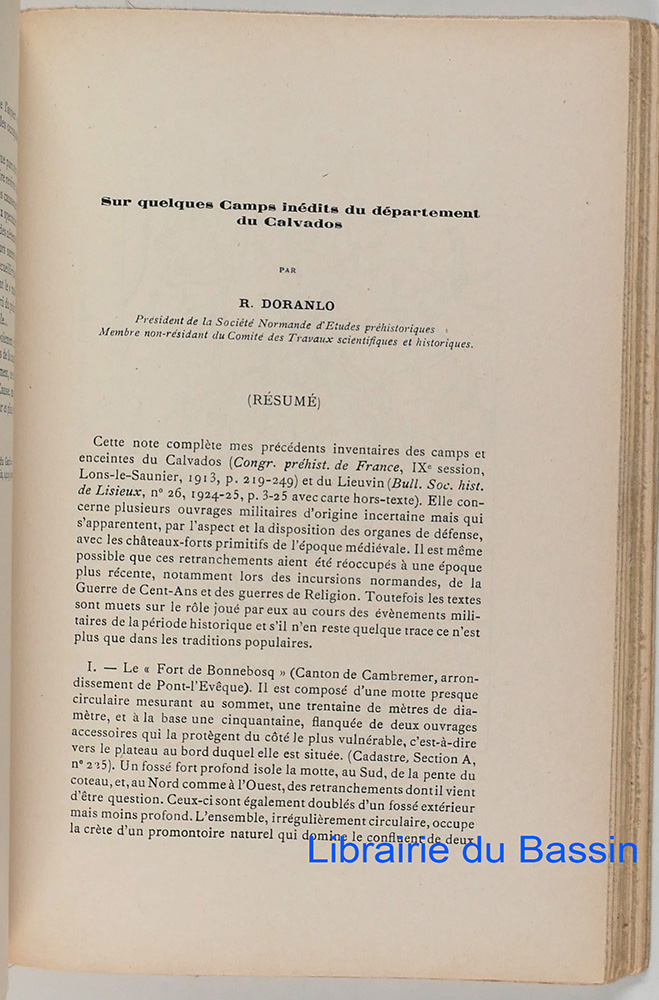 Sur quelques Camps inédits du département
du Calvados
PAR
R. DORANLO
Président de la Société Normande d'Etudes préhistoriques
Membre non-résidant du Comité des Travaux scientifiques et historiques.
(RÉSUMÉ)
Cette note complète mes précédents inventaires des camps et
enceintes du Calvados (Congr. préhist. de France, IXe session,
Lons-le-Saunier, 1913, p. 219-249) et du Lieuvin (Bull. Soc. hist.
de Lisieux, n° 26, 1924-25, p. 3-25 avec carte hors-texte). Elle con-
cerne plusieurs ouvrages militaires d'origine incertaine mais qui
s'apparentent, par l'aspect et la disposition des organes de défense,
avec les châteaux-forts primitifs de l'époque médiévale. Il est même
possible que ces retranchements aient été réoccupés à une époque
plus récente, notamment lors des incursions normandes, de la
Guerre de Cent-Ans et des guerres de Religion. Toutefois les textes
sont muets sur le rôle joué par eux au cours des évènements mili-
taires de la période historique et s'il n'en reste quelque trace ce n'est
plus que dans les traditions populaires.
I. — Le « Fort de Bonnebosq » (Canton de Cambremer, arron-
dissement de Pont-l'Evêque). Il est composé d'une motte presque
circulaire mesurant au sommet, une trentaine de mètres de dia-
mètre, et à la base une cinquantaine, flanquée de deux ouvrages
accessoires qui la protègent du côté le plus vulnérable, c'est-à-dire
vers le plateau au bord duquel elle est située. (Cadastre, Section A,
n° 235). Un fossé fort profond isole la motte, au Sud, de la pente du
coteau, et, au Nord comme à l'Ouest, des retranchements dont il vient
d'être question. Ceux-ci sont également doublés d'un fossé extérieur
mais moins profond. L'ensemble, irrégulièrement circulaire, occupe
la crête d'un promontoire naturel qui domine le confluent de deux
Librairie du Bassin